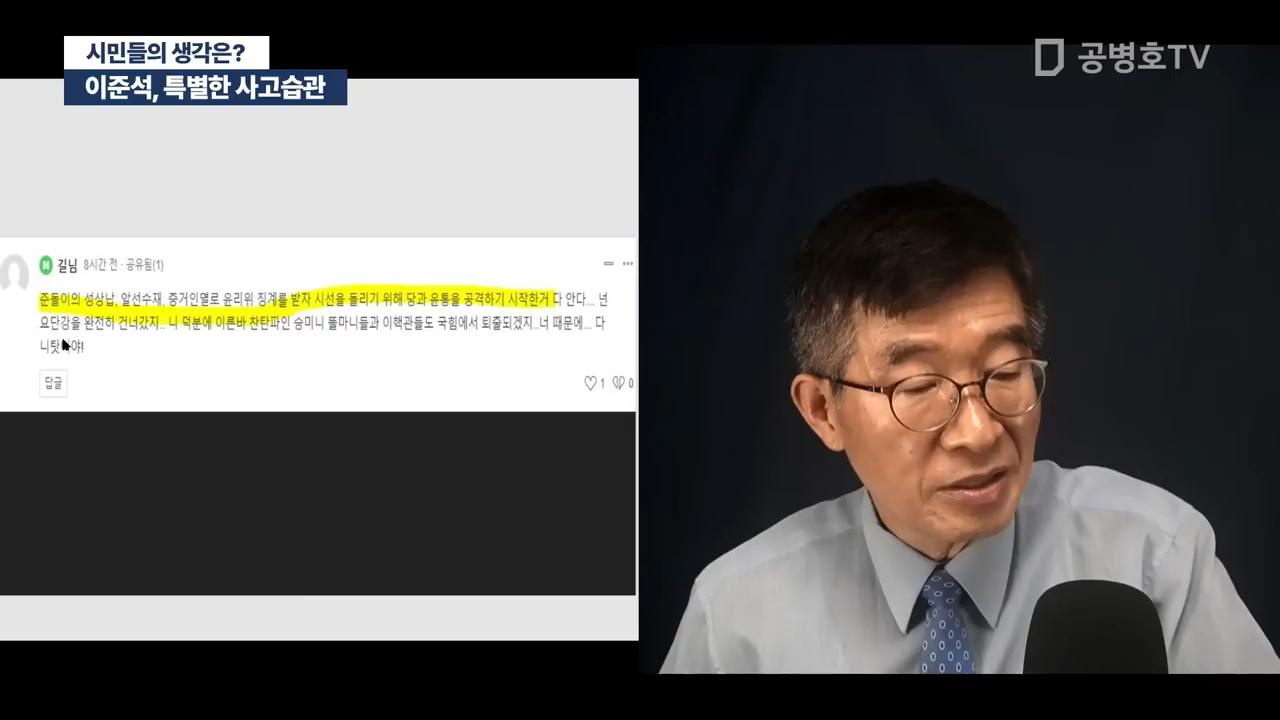 시민들의 생각은?
이준석, 특별한 사고습관
공병호TV
N 길님 8시간 전 · 공유됨(1)
준돌이의 성상납, 알선수재, 증거인멸로 윤리위 징계를 받자 시선을 돌리기 위해 당과 윤통을 공격하기 시작한거 다 안다... 넌
요단강을 완전히 건너갔지.. 니 덕분에 이른바 찬탄파인 승미니 똘마니들과 이핵관들도 국힘에서 퇴출되겠지..너 때문에... 다
니탓 야!
답글
1 0